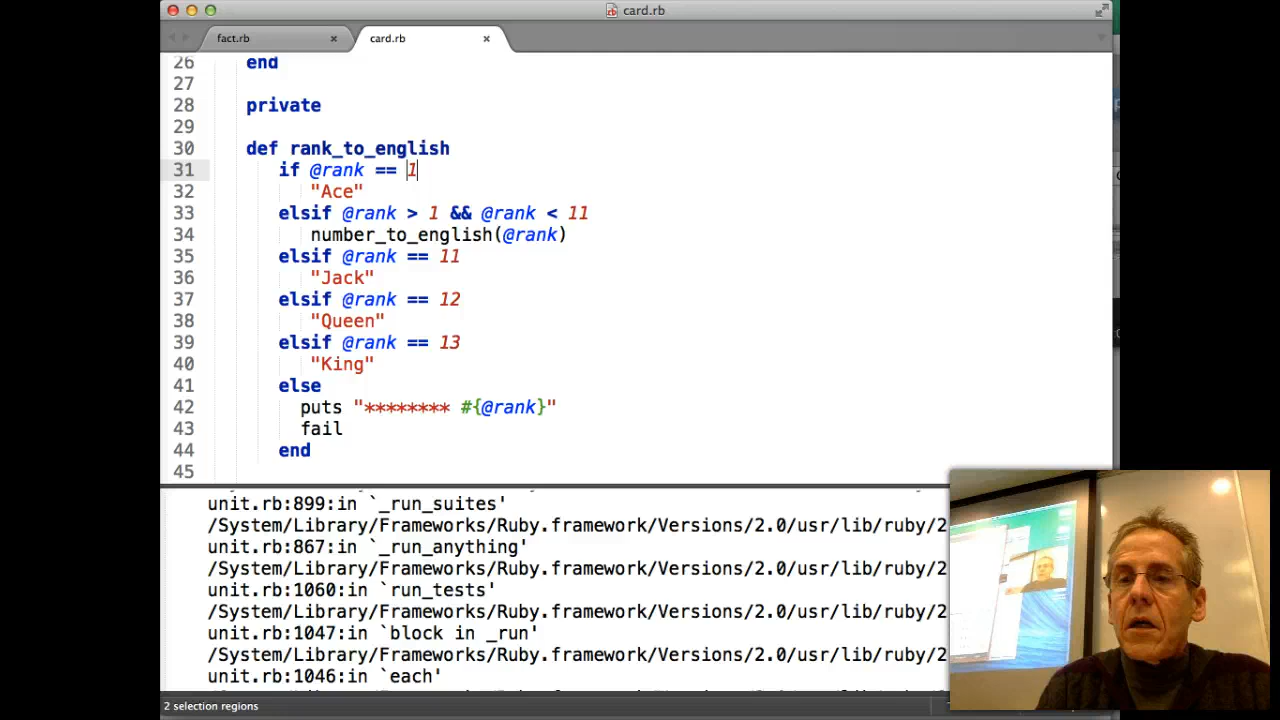 card.rb
fact.rb
card.rb
26 end
27
28 private
29
30 def rank_to_english
31 if @rank == 1
32 "Ace"
33 elsif @rank > 1 && @rank < 11
34 number_to_english(@rank)
35 elsif @rank == 11
36 "Jack"
37 elsif @rank == 12
38 "Queen"
39 elsif @rank == 13
40 "King"
41 else
42 puts "******** #{@rank}"
43 fail
44 end
45
unit.rb:899:in `_run_suites'
/System/Library/Frameworks/Ruby.framework/Versions/2.0/usr/lib/ruby/2
unit.rb:867:in `_run_anything'
/System/Library/Frameworks/Ruby.framework/Versions/2.0/usr/lib/ruby/2
unit.rb:1060:in `run_tests'
/System/Library/Frameworks/Ruby.framework/Versions/2.0/usr/lib/ruby/2
unit.rb:1047:in `block in _run'
/System/Library/Frameworks/Ruby.framework/Versions/2.0/usr/lib/ruby/2
unit.rb:1046:in `each'
2 selection regions